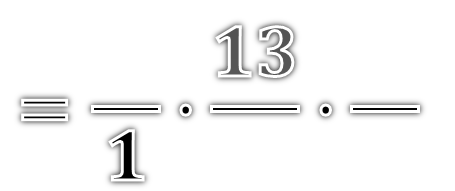 13
= — · — · —
1